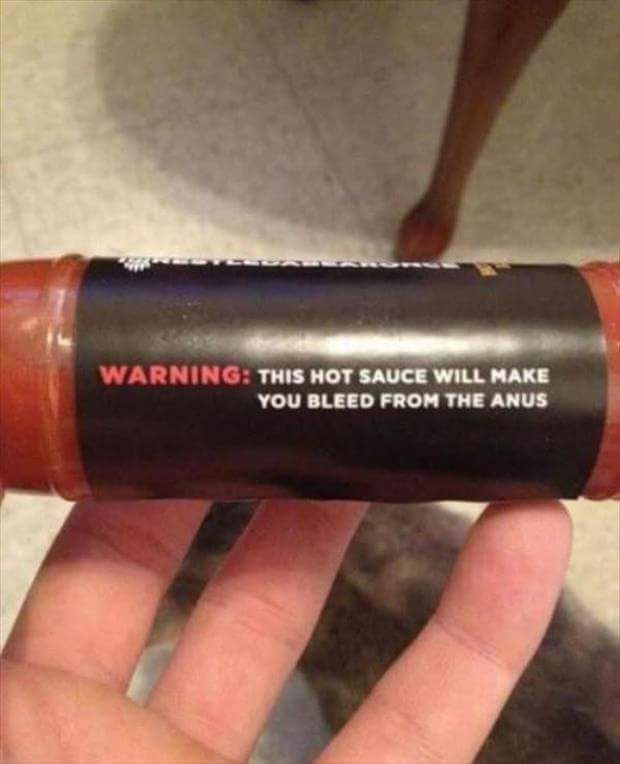 WARNING: THIS HOT SAUCE WILL MAKE
YOU BLEED FROM THE ANUS